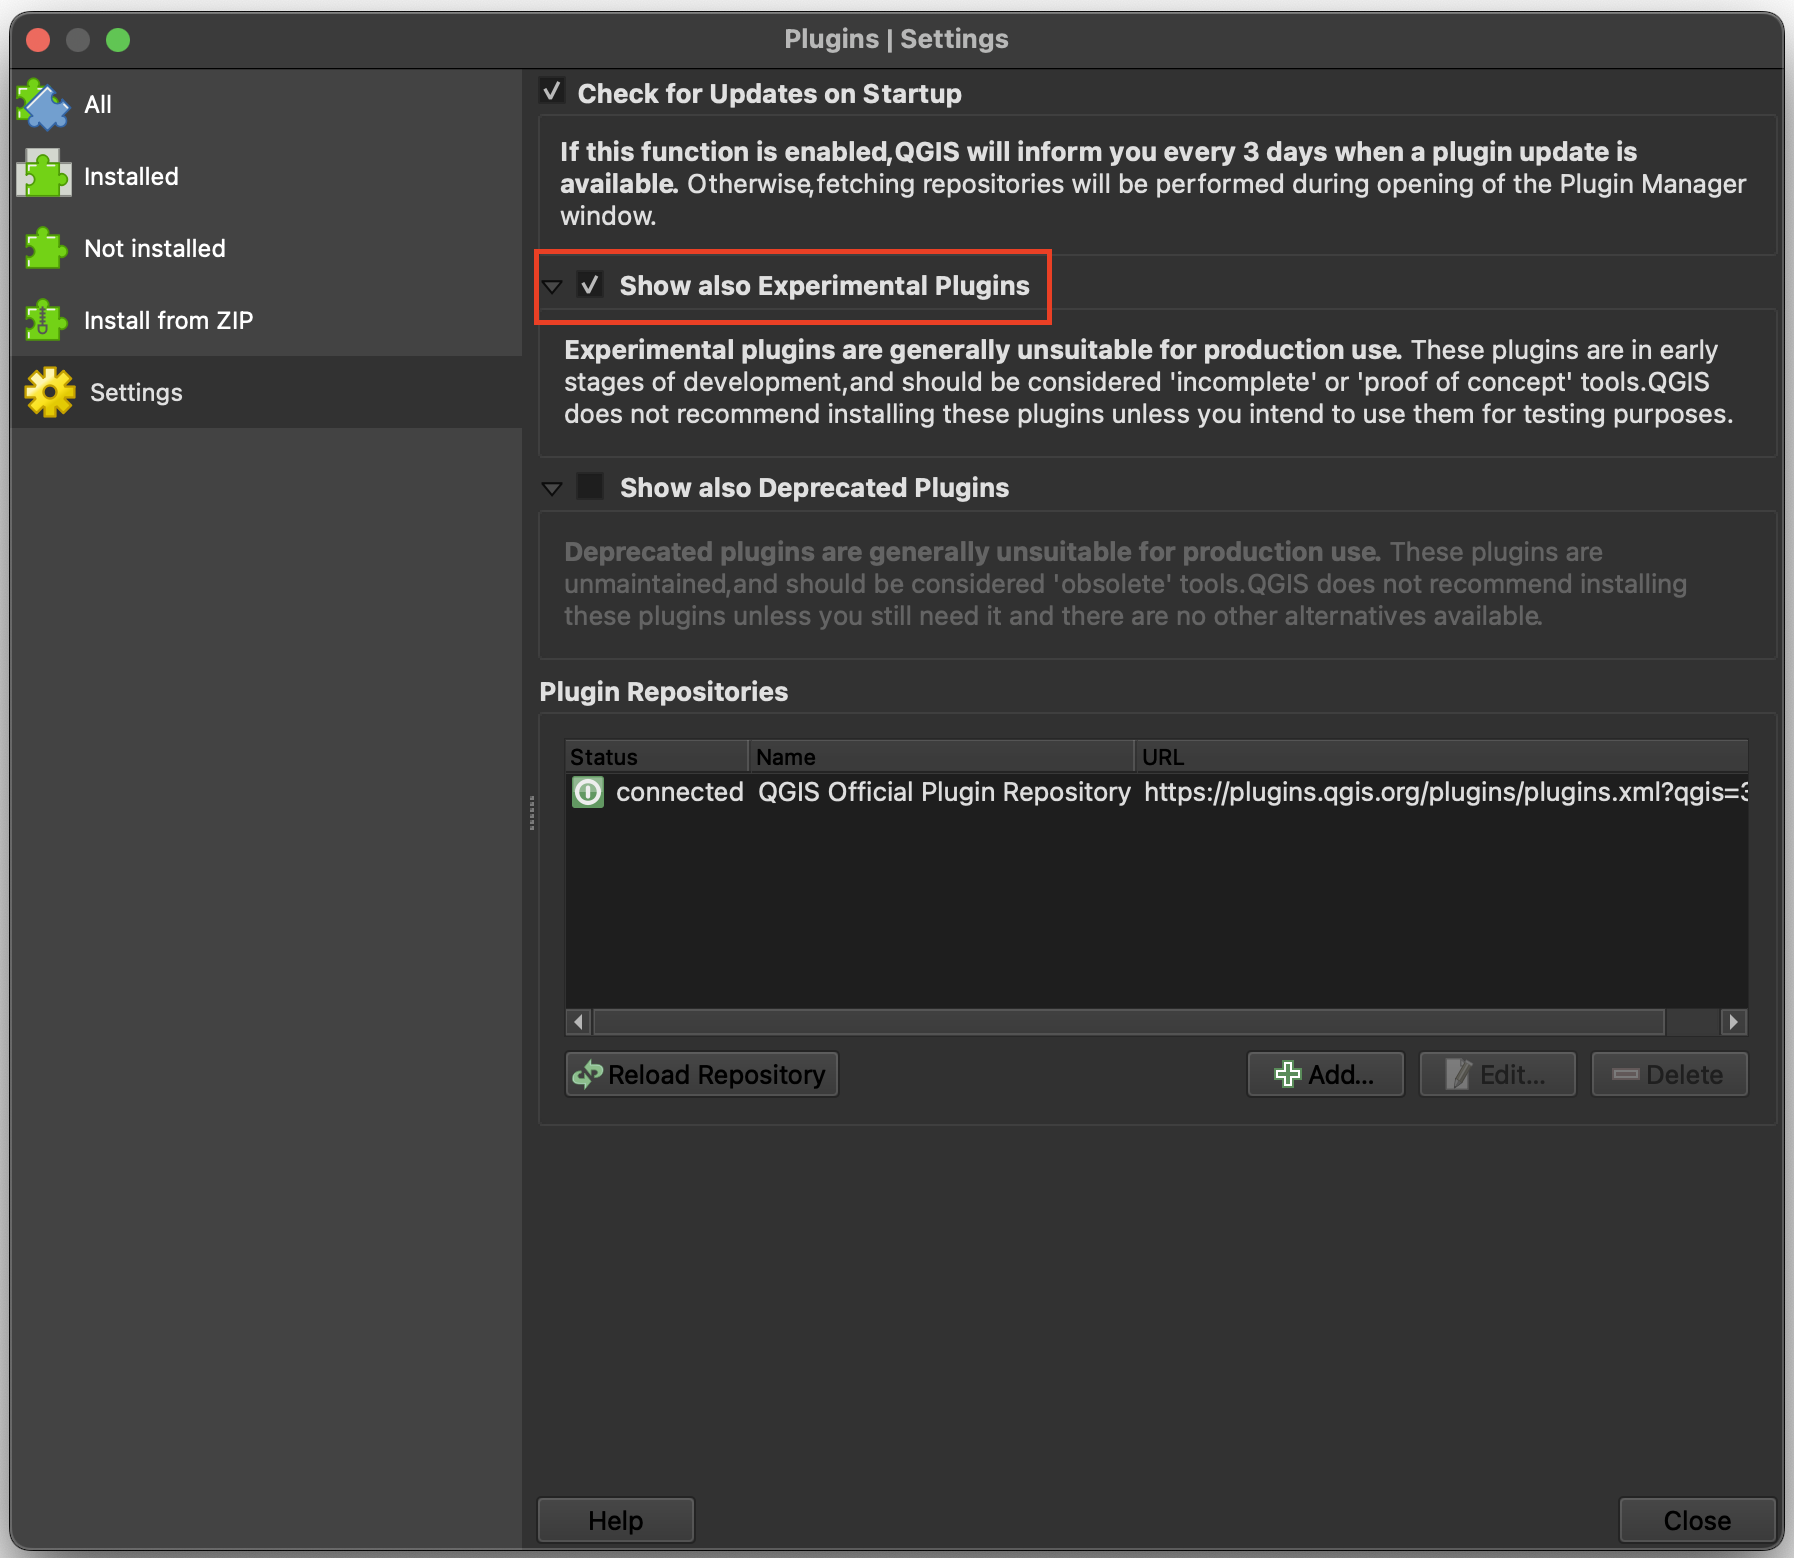 Plugins | Settings
All
Installed
Not installed
Install from ZIP
Settings
Check for Updates on Startup
If this function is enabled,QGIS will inform you every 3 days when a plugin update is
available. Otherwise,fetching repositories will be performed during opening of the Plugin Manager
window.
Show also Experimental Plugins
Experimental plugins are generally unsuitable for production use. These plugins are in early
stages of development,and should be considered 'incomplete' or 'proof of concept' tools.QGIS
does not recommend installing these plugins unless you intend to use them for testing purposes.
Show also Deprecated Plugins
Deprecated plugins are generally unsuitable for production use. These plugins are
unmaintained,and should be considered 'obsolete' tools.QGIS does not recommend installing
these plugins unless you still need it and there are no other alternatives available.
Plugin Repositories
Status Name URL
connected QGIS Official Plugin Repository https://plugins.qgis.org/plugins/plugins.xml?qgis=3
Reload Repository Add... Edit... Delete
Help Close